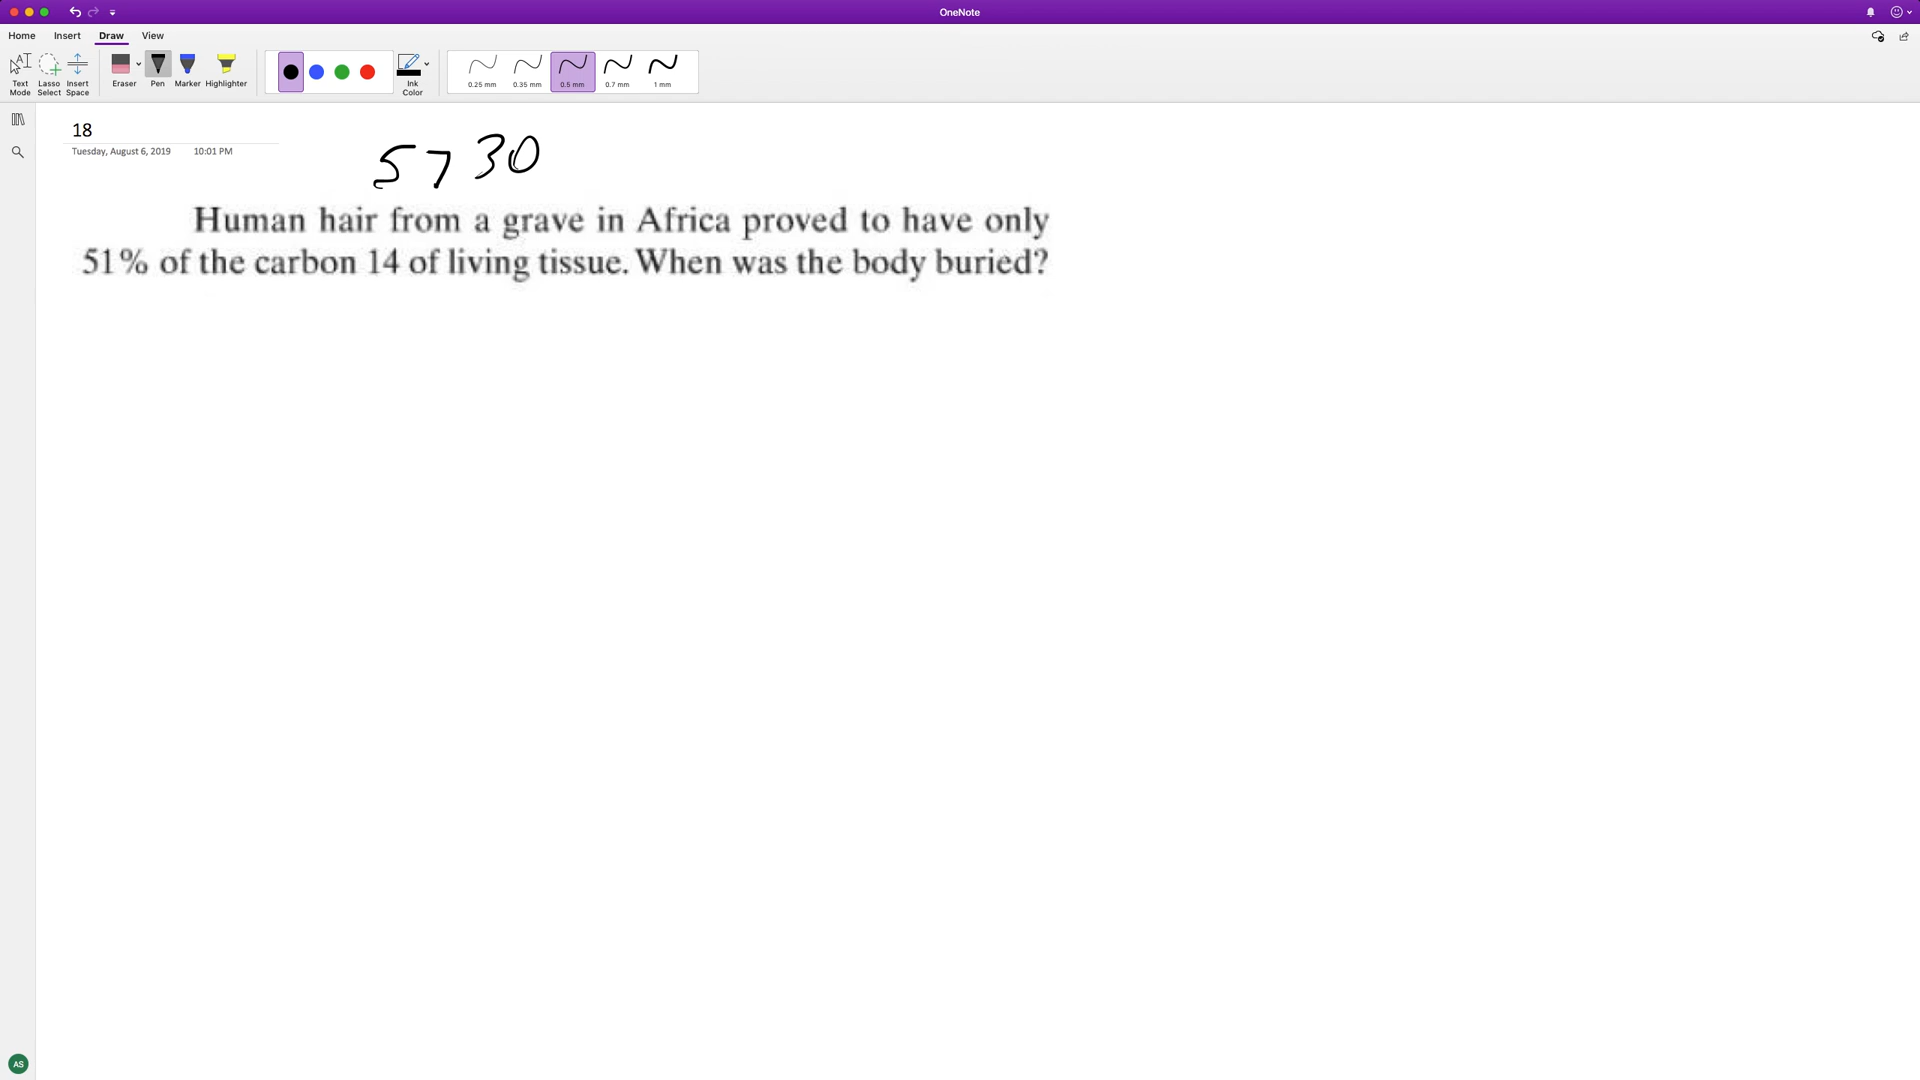 OneNote
Home Insert Draw View
Text Mode Lasso Select Insert Space Eraser Pen Marker Highlighter Ink Color 0.25 mm 0.35 mm 0.5 mm 0.7 mm 1 mm
18
Tuesday, August 6, 2019 10:01 PM
5730
Human hair from a grave in Africa proved to have only
51% of the carbon 14 of living tissue. When was the body buried?
AS